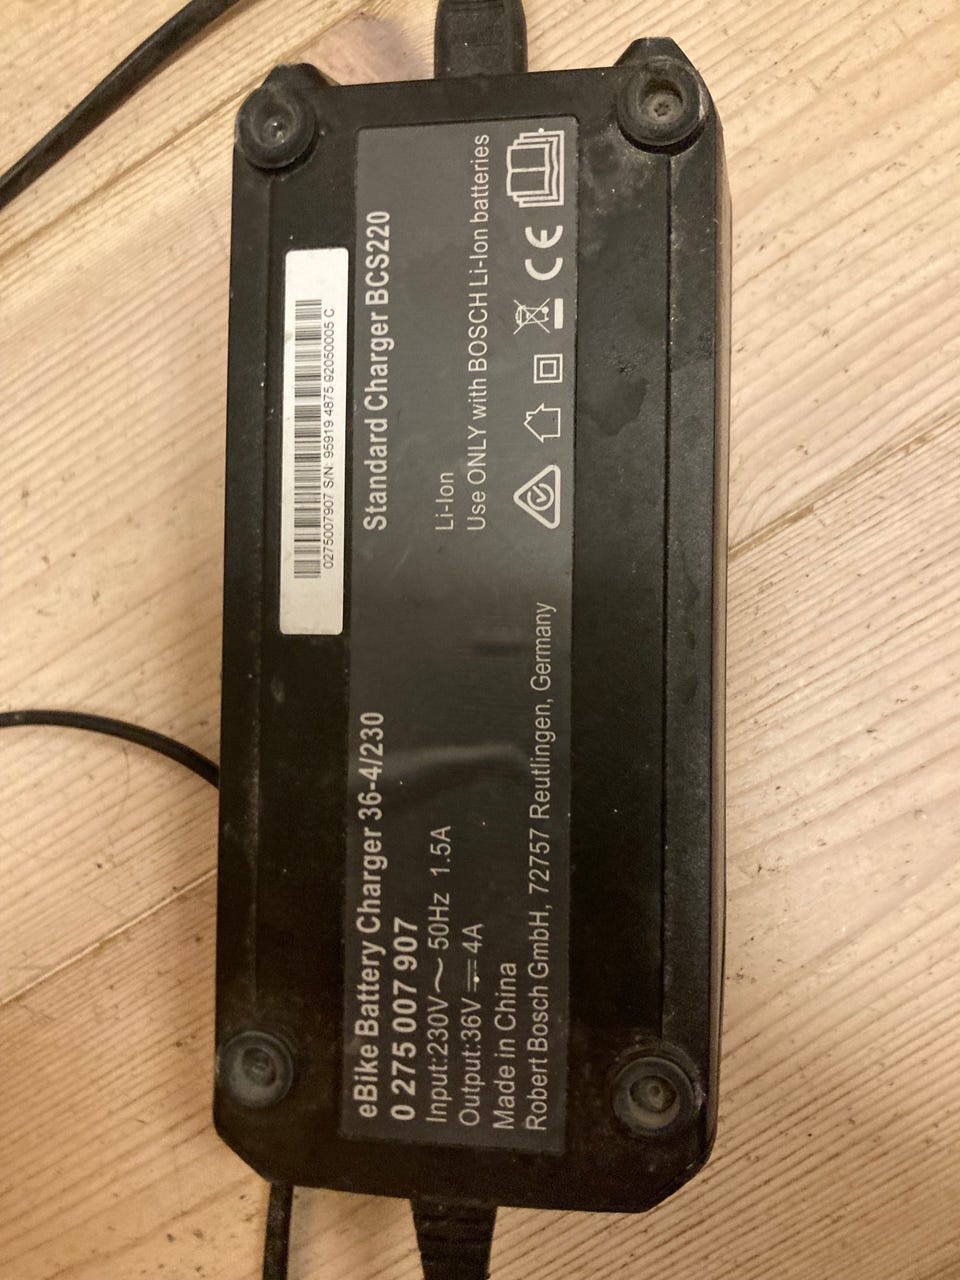 0275007907 S/N: 95919 4875 92050005 C
eBike Battery Charger 36-4/230
0 275 007 907
Input:230V~ 50Hz 1.5A
Output:36V⎓4A
Made in China
Robert Bosch GmbH, 72757 Reutlingen, Germany
Standard Charger BCS220
Li-Ion
Use ONLY with BOSCH Li-Ion batteries
CE